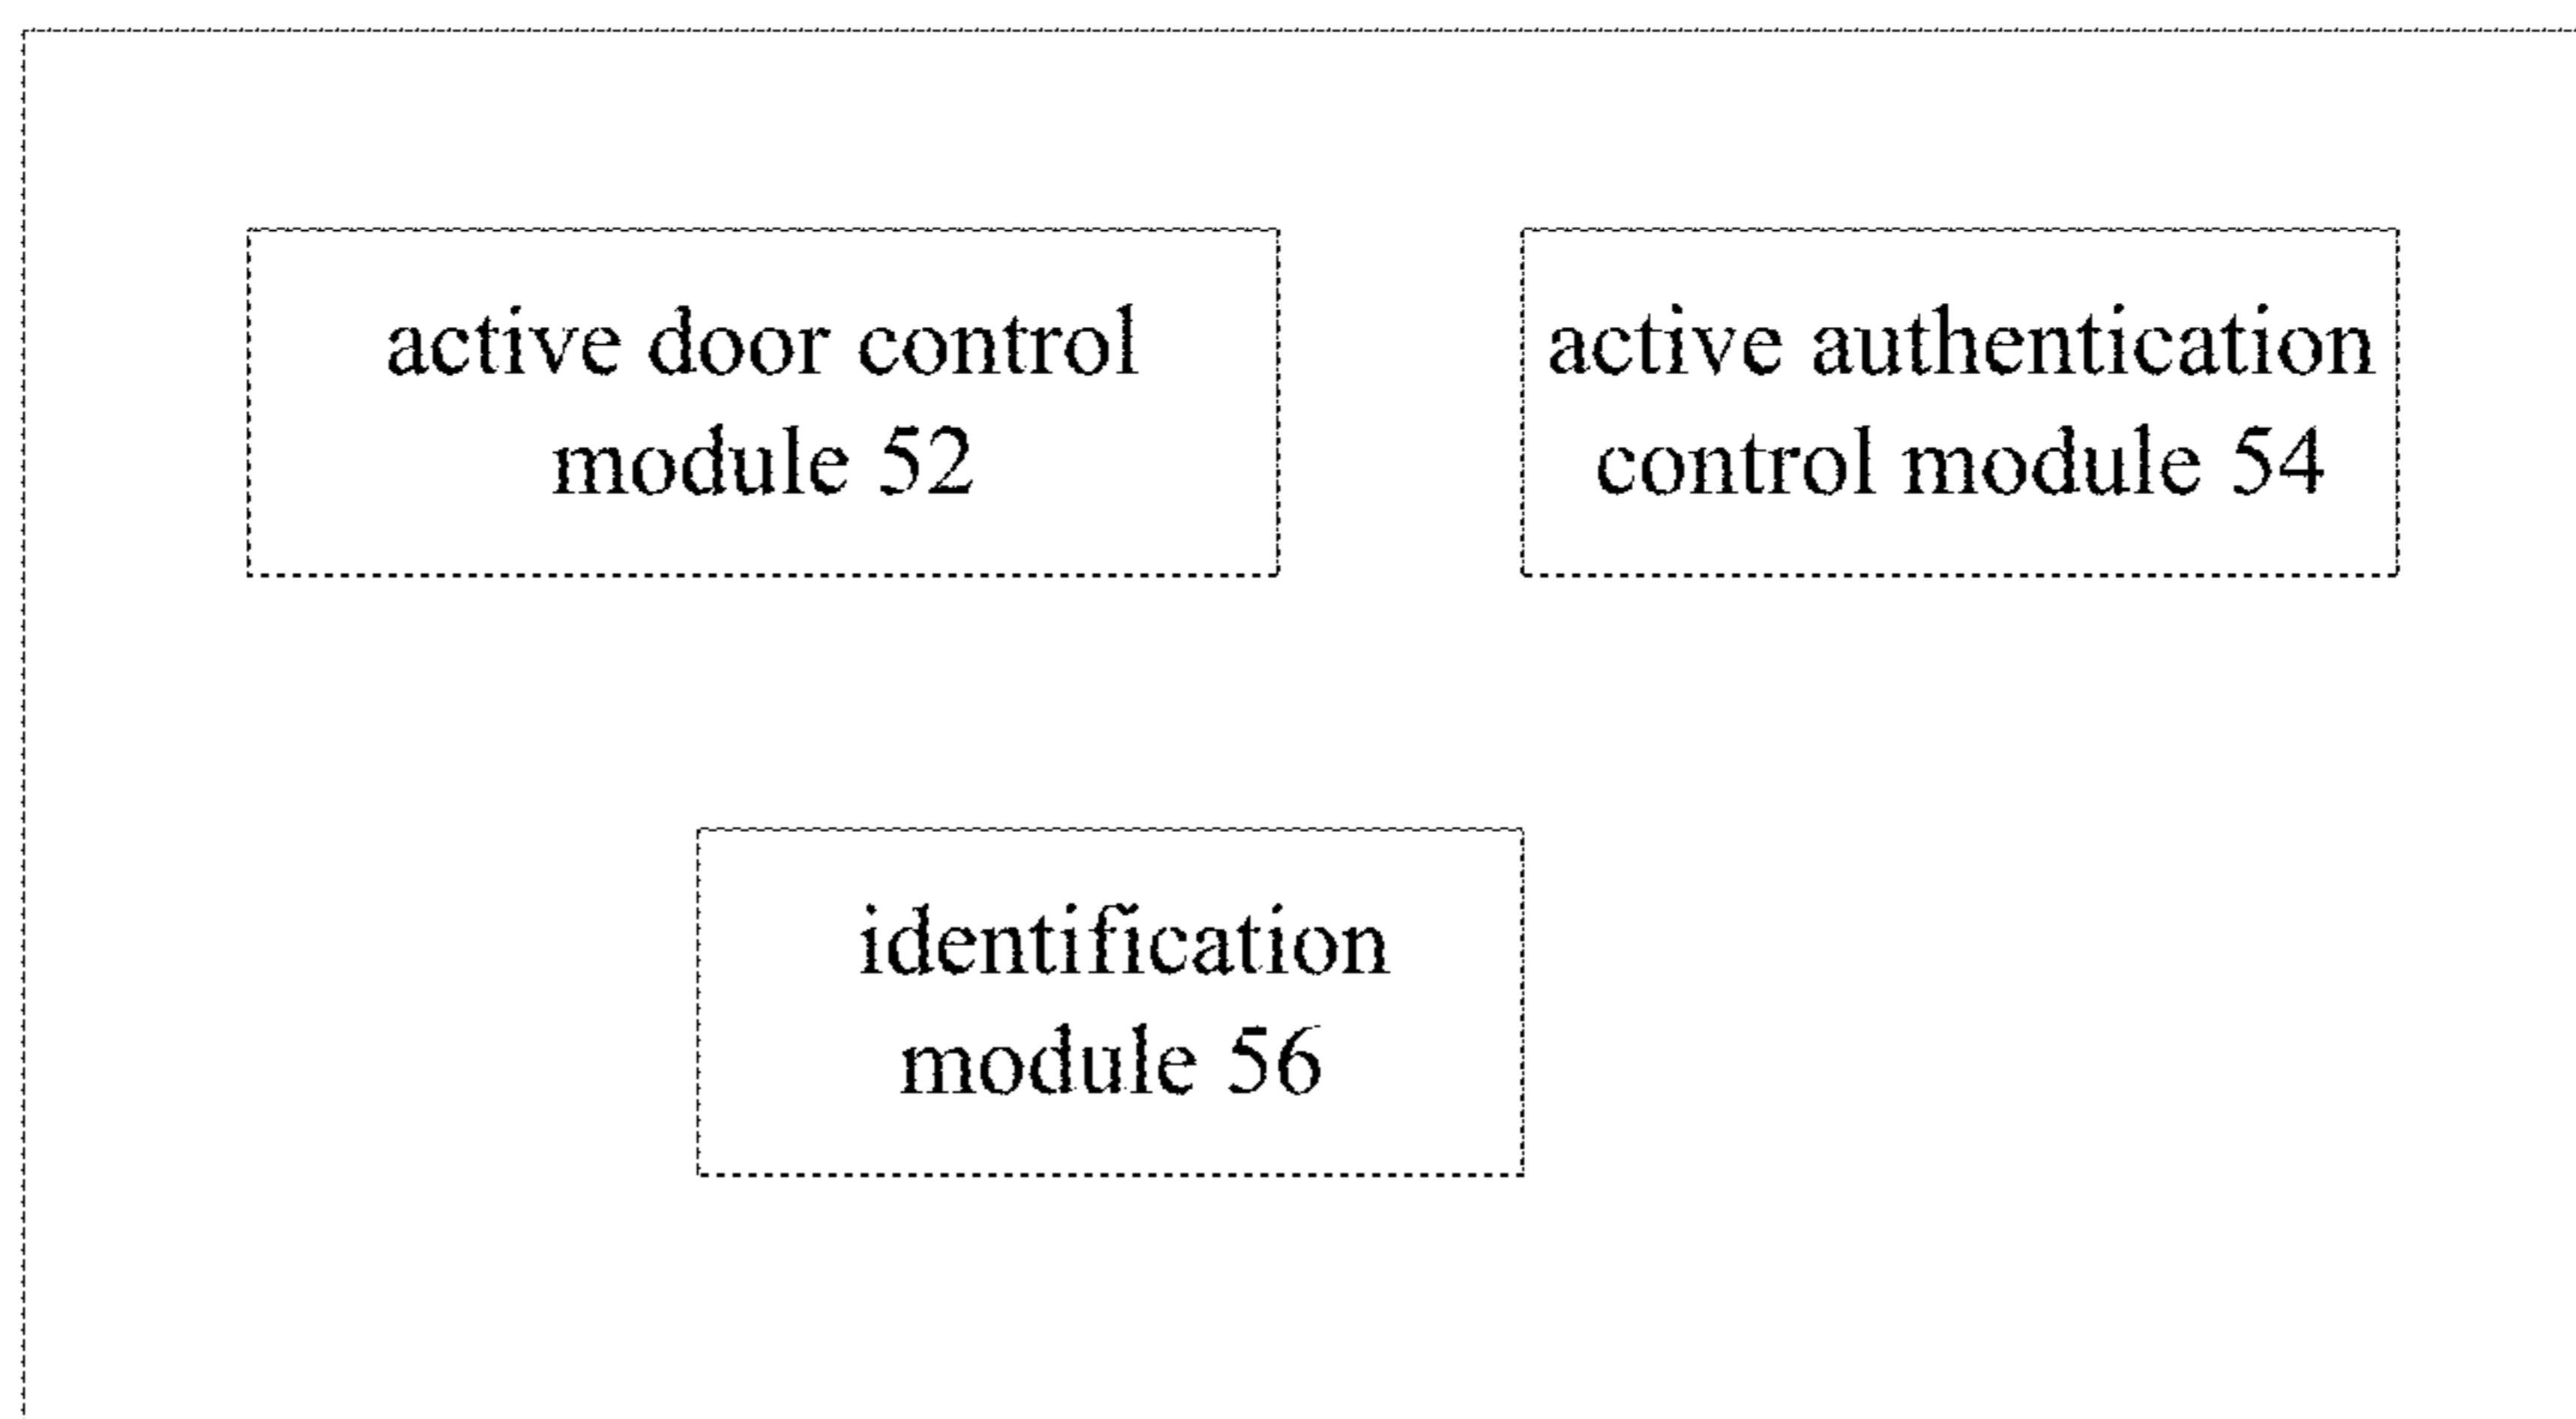 active door control
module 52
active authentication
control module 54
identification
module 56